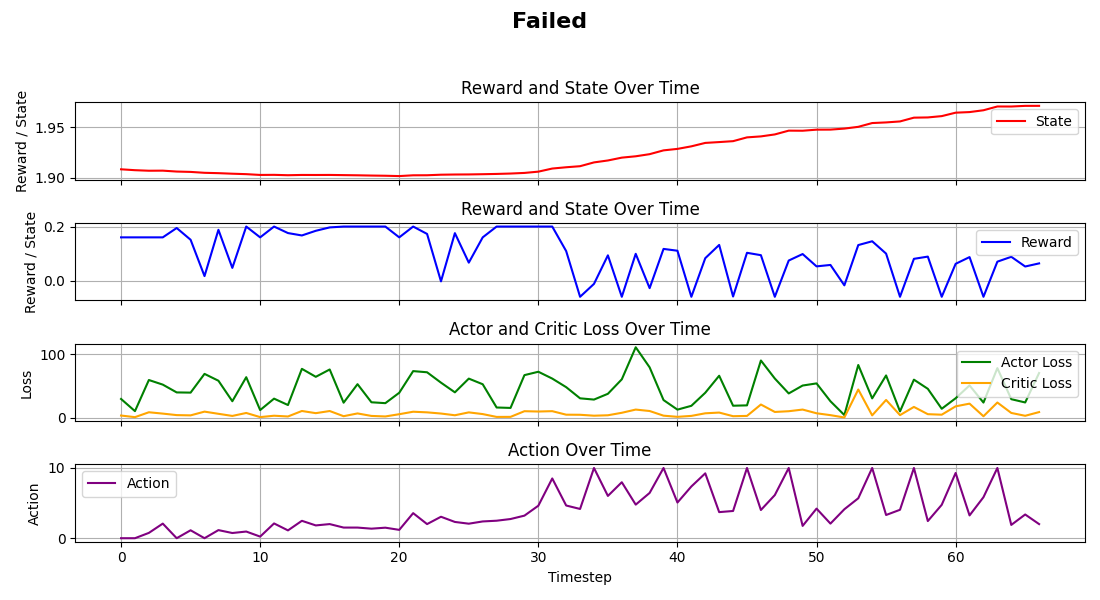 Failed
Reward and State Over Time
Reward / State
1.95
1.90
State
Reward and State Over Time
Reward / State
0.2
0.0
Reward
Actor and Critic Loss Over Time
Loss
100
0
Actor Loss
Critic Loss
Action Over Time
Action
10
0
Action
0 10 20 30 40 50 60
Timestep